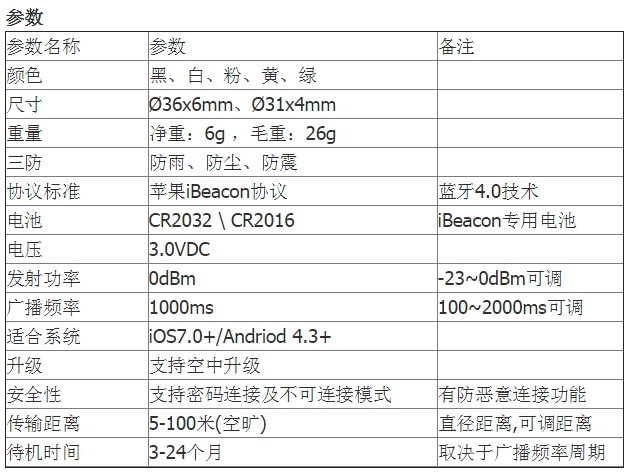 参数
参数名称 参数 备注
颜色 黑、白、粉、黄、绿
尺寸 Ø36x6mm、Ø31x4mm
重量 净重：6g ，毛重：26g
三防 防雨、防尘、防震
协议标准 苹果iBeacon协议 蓝牙4.0技术
电池 CR2032 \ CR2016 iBeacon专用电池
电压 3.0VDC
发射功率 0dBm -23~0dBm可调
广播频率 1000ms 100~2000ms可调
适合系统 iOS7.0+/Andriod 4.3+
升级 支持空中升级
安全性 支持密码连接及不可连接模式 有防恶意连接功能
传输距离 5-100米(空旷) 直径距离,可调距离
待机时间 3-24个月 取决于广播频率周期